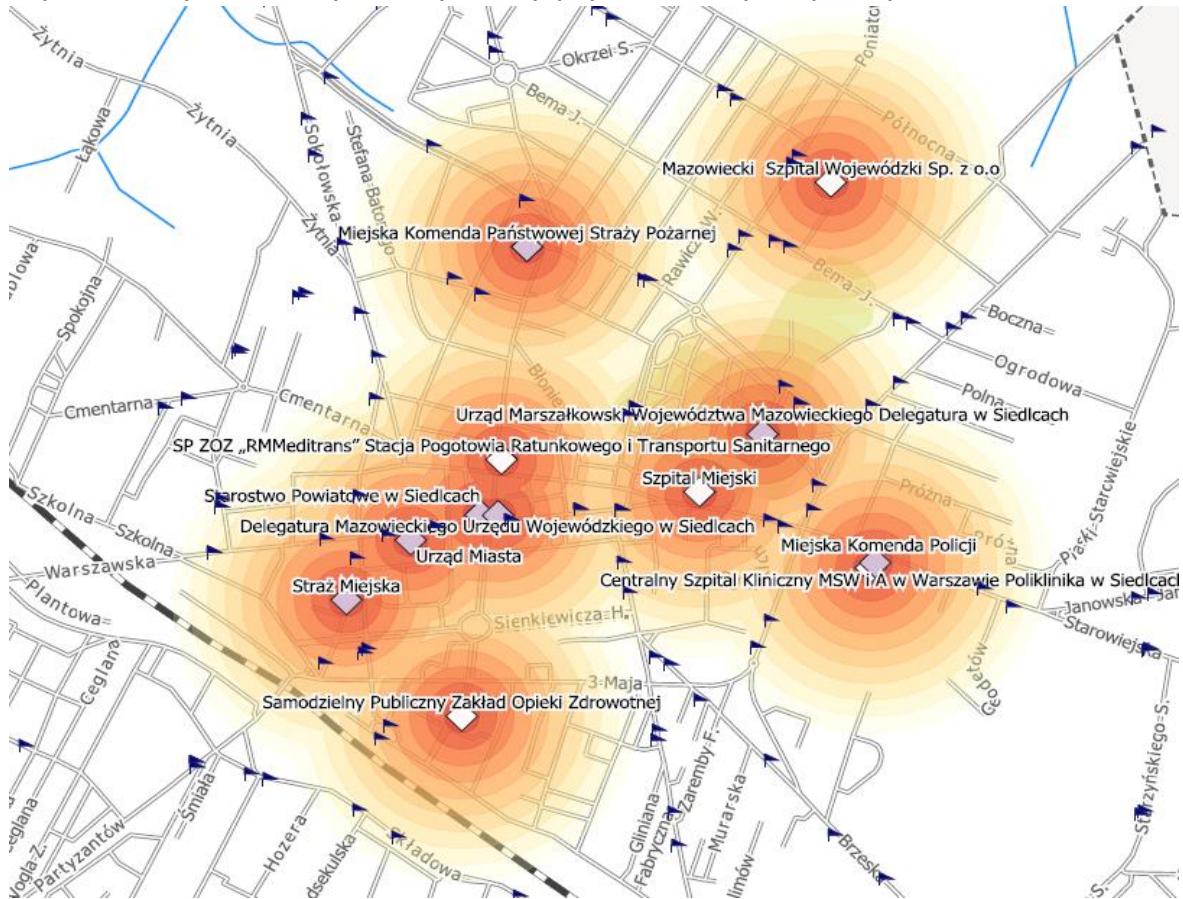 Żytnia
Okrzei S.
Poniatow
Bema J.
Żytnia
Łąkowa
Sokołowska
Stefana Batorego
Północna
Mazowiecki Szpital Wojewódzki Sp. z o.o
Żytnia
Miejska Komenda Państwowej Straży Pożarnej
Rawicz W.
Spokojna
Bema J.
Boczna
Ogrodowa
Błonie
Polna
Cmentarna
Cmentarna
Urząd Marszałkowski Województwa Mazowieckiego Delegatura w Siedlcach
SP ZOZ „RMMeditrans” Stacja Pogotowia Ratunkowego i Transportu Sanitarnego
Szpital Miejski
Starostwo Powiatowe w Siedlcach
Próżna
Szkolna
Szkolna
Delegatura Mazowieckiego Urzędu Wojewódzkiego w Siedlcach
Miejska Komenda Policji
Urząd Miasta
Warszawska
Straż Miejska
Centralny Szpital Kliniczny MSW i A w Warszawie Poliklinika w Siedlcach
Plantowa
Janowska
Sienkiewicza H.
Starowiejska
Ceglana
3 Maja
Gołędów
Samodzielny Publiczny Zakład Opieki Zdrowotnej
Starzyńskiego S.
Zaremby F.
Śmiała
Gliniana
Fabryczna
Murarska
Ceglana
Partyzantów
Hozera
Składowa
Brzeska